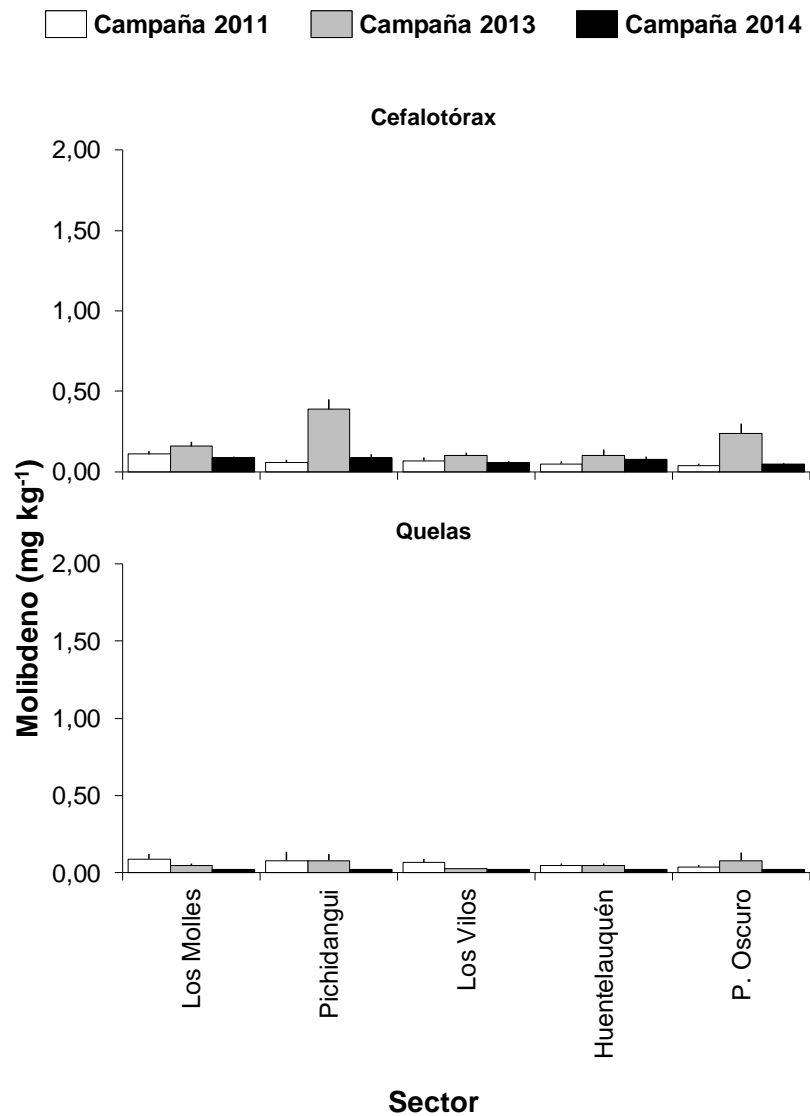 Campaña 2011 Campaña 2013 Campaña 2014
Cefalotórax
2,00
1,50
1,00
0,50
0,00
Molibdeno (mg kg-1)
Quelas
2,00
1,50
1,00
0,50
0,00
Los Molles
Pichidangui
Los Vilos
Huentelauquén
P. Oscuro
Sector